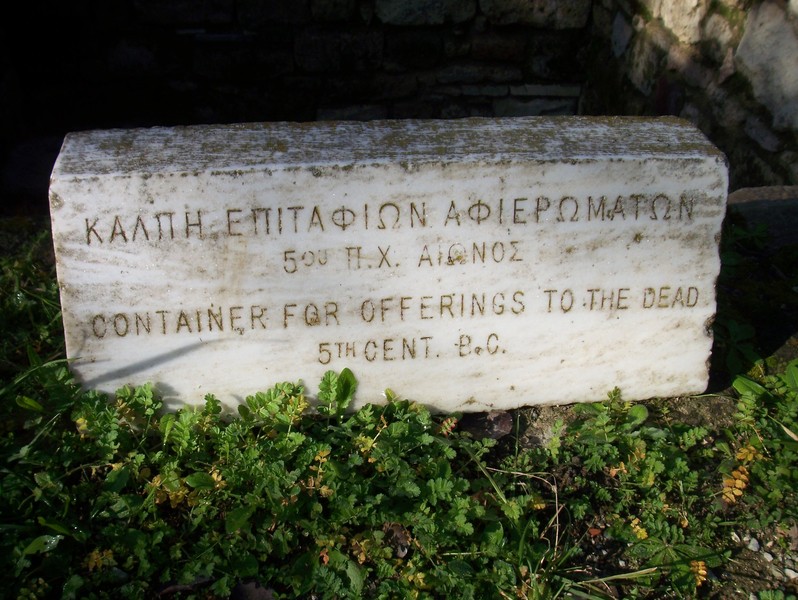 ΚΑΛΠΗ ΕΠΙΤΑΦΙΩΝ ΑΦΙΕΡΩΜΑΤΩΝ
5ου Π.Χ. ΑΙΩΝΟΣ
CONTAINER FOR OFFERINGS TO THE DEAD
5TH CENT. B.C.